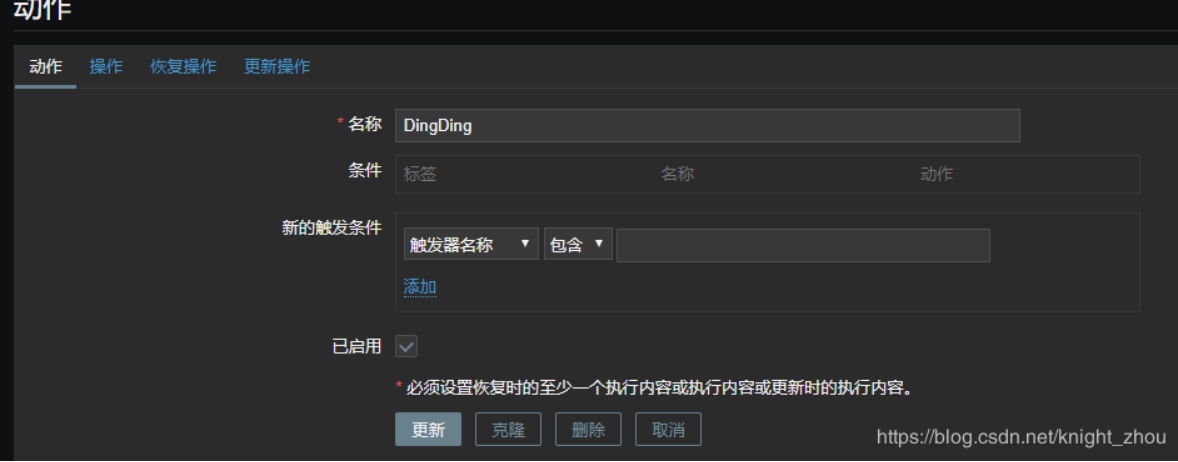 动作
动作 操作 恢复操作 更新操作
* 名称 DingDing
条件 标签 名称 动作
新的触发条件
触发器名称 ▼ 包含 ▼
添加
已启用
* 必须设置恢复时的至少一个执行内容或执行内容或更新时的执行内容。
更新 克隆 删除 取消
https://blog.csdn.net/knight_zhou